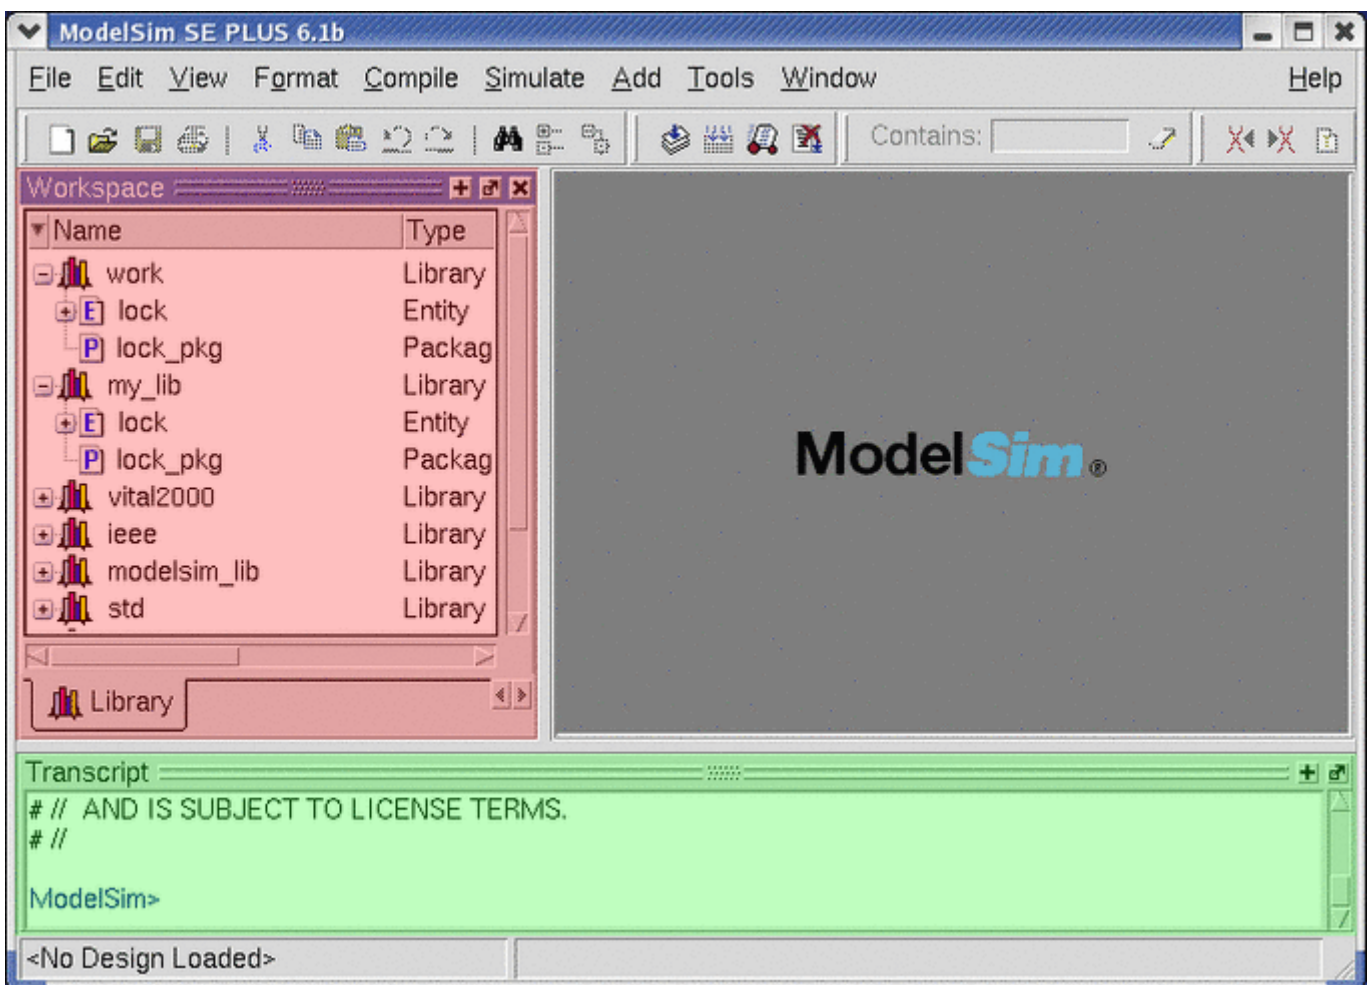 ModelSim SE PLUS 6.1b
File Edit View Format Compile Simulate Add Tools Window Help
Contains:
Workspace
Name Type
work Library
E lock Entity
P lock_pkg Packag
my_lib Library
E lock Entity
P lock_pkg Packag
vital2000 Library
ieee Library
modelsim_lib Library
std Library
Library
ModelSim®
Transcript
# // AND IS SUBJECT TO LICENSE TERMS.
# //
ModelSim>
<No Design Loaded>